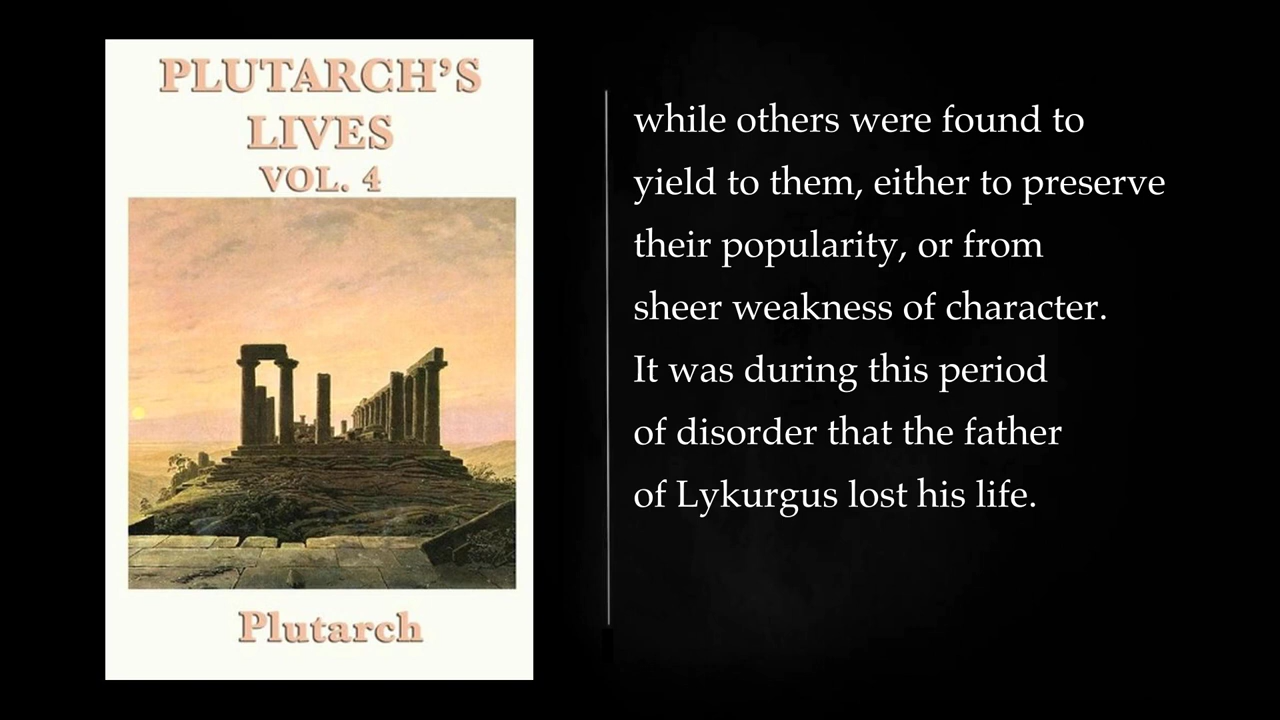 PLUTARCH'S
LIVES
VOL. 4
Plutarch
while others were found to
yield to them, either to preserve
their popularity, or from
sheer weakness of character.
It was during this period
of disorder that the father
of Lykurgus lost his life.